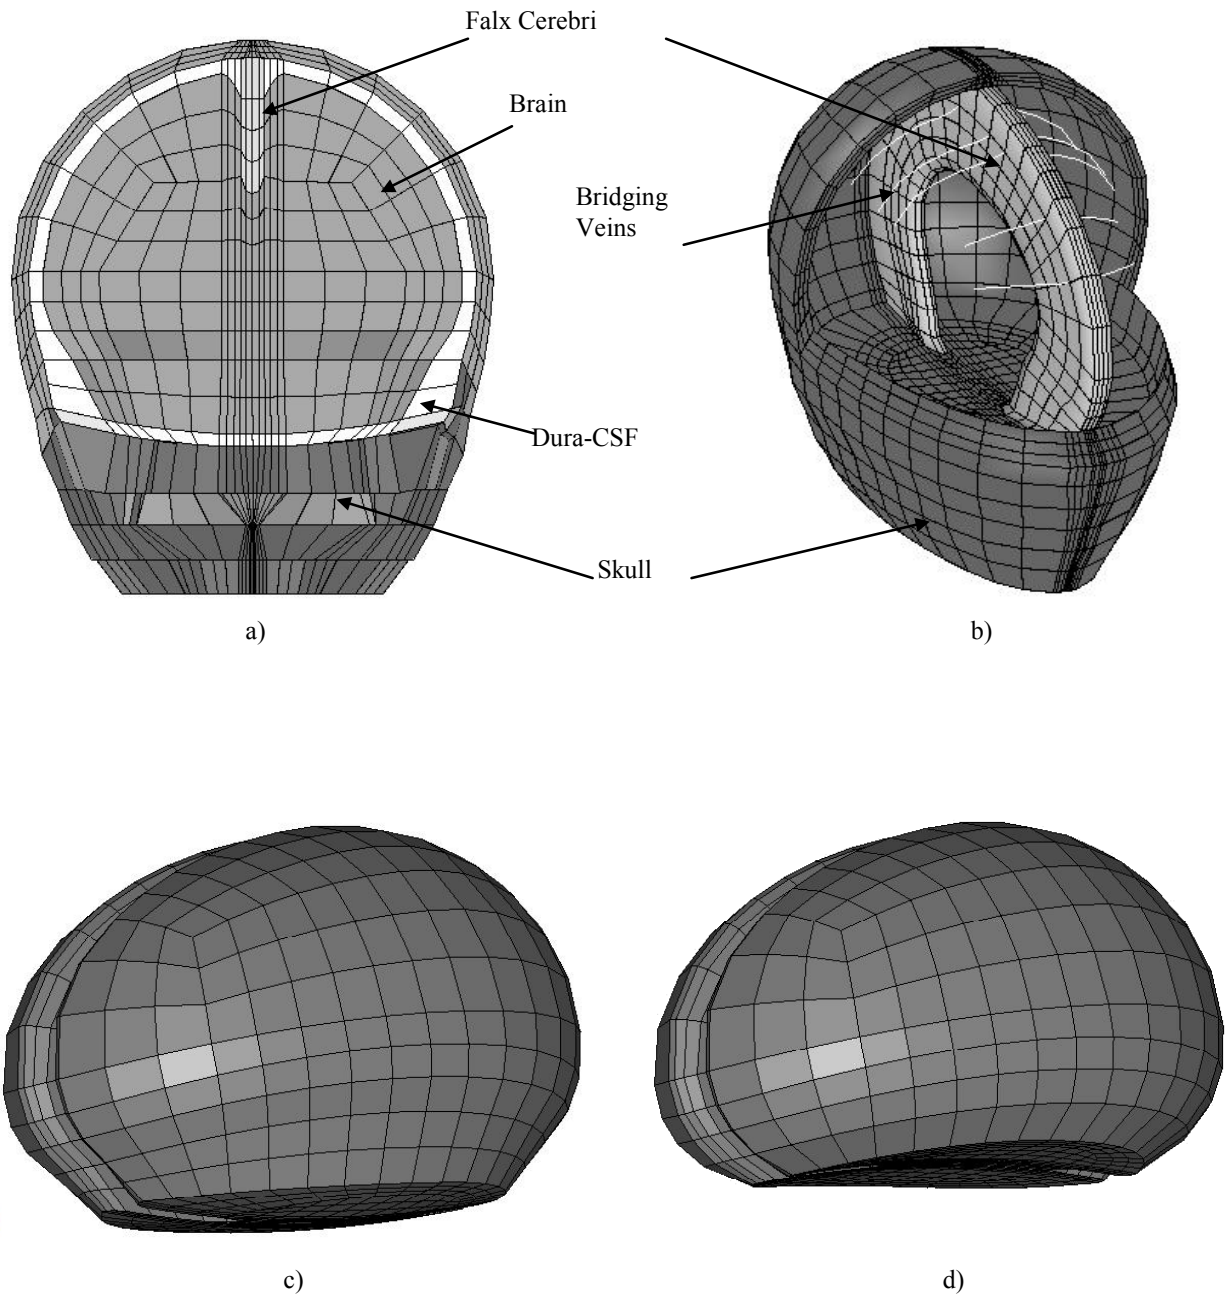 Falx Cerebri
Brain
Bridging
Veins
Dura-CSF
Skull
a)
b)
c)
d)